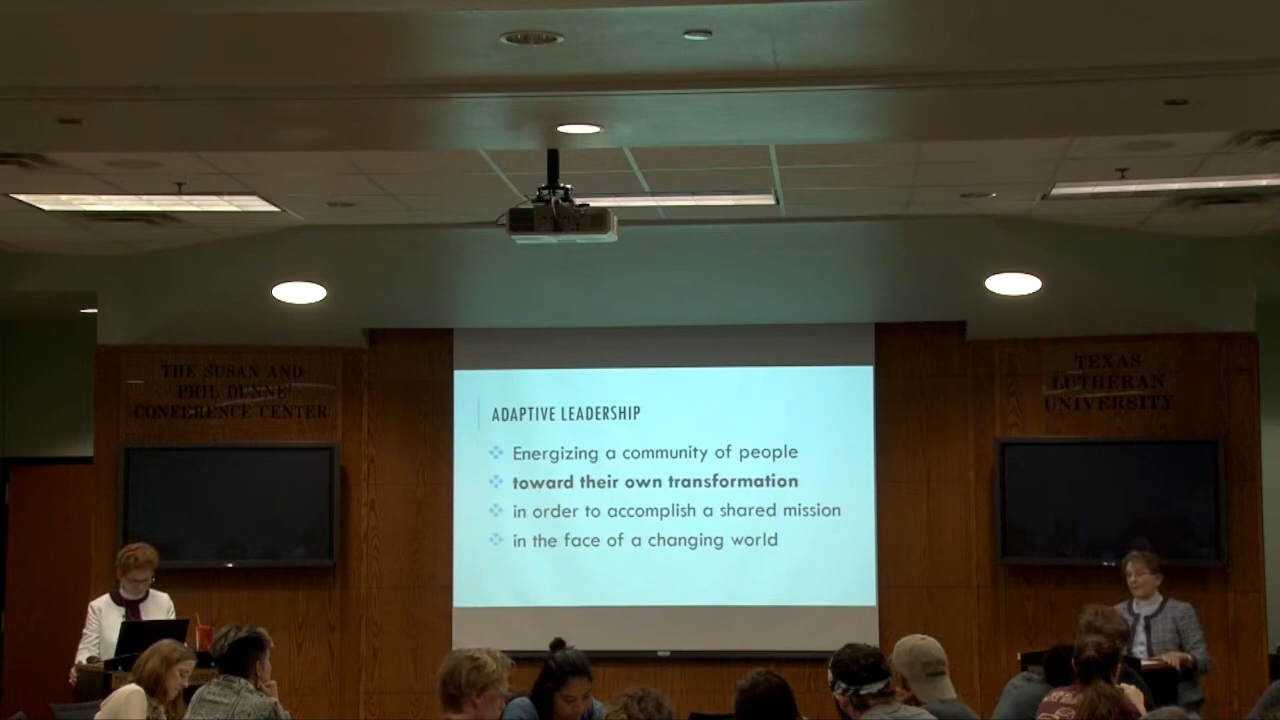 THE SUSAN AND
PHIL DUNNE
CONFERENCE CENTER
TEXAS
LUTHERAN
UNIVERSITY
ADAPTIVE LEADERSHIP
Energizing a community of people
toward their own transformation
in order to accomplish a shared mission
in the face of a changing world